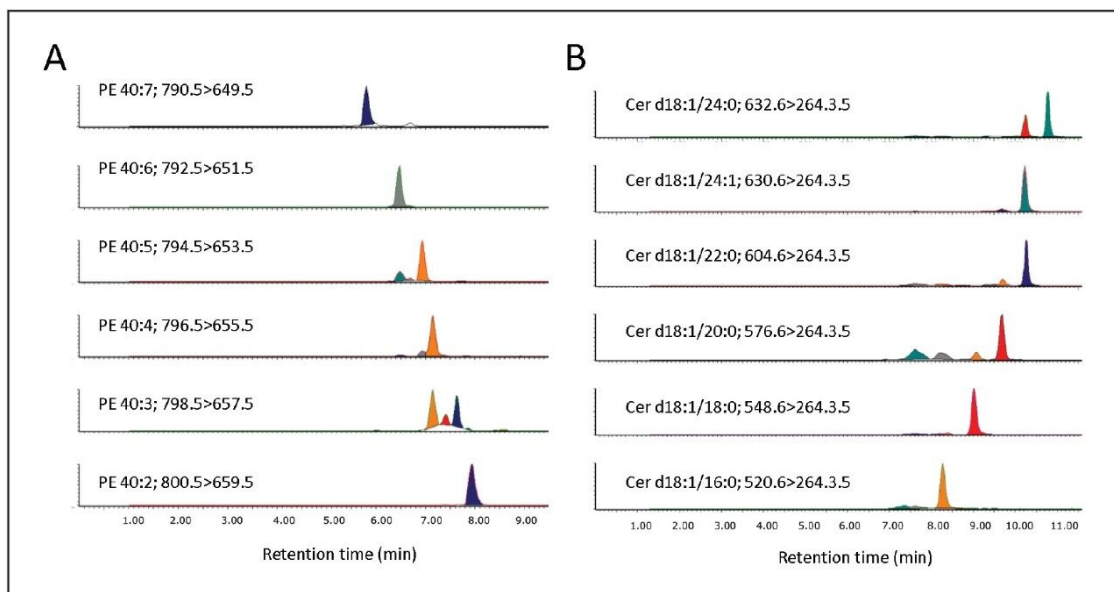 A
PE 40:7; 790.5>649.5
PE 40:6; 792.5>651.5
PE 40:5; 794.5>653.5
PE 40:4; 796.5>655.5
PE 40:3; 798.5>657.5
PE 40:2; 800.5>659.5
1.00 2.00 3.00 4.00 5.00 6.00 7.00 8.00 9.00
Retention time (min)
B
Cer d18:1/24:0; 632.6>264.3.5
Cer d18:1/24:1; 630.6>264.3.5
Cer d18:1/22:0; 604.6>264.3.5
Cer d18:1/20:0; 576.6>264.3.5
Cer d18:1/18:0; 548.6>264.3.5
Cer d18:1/16:0; 520.6>264.3.5
1.00 2.00 3.00 4.00 5.00 6.00 7.00 8.00 9.00 10.00 11.00
Retention time (min)